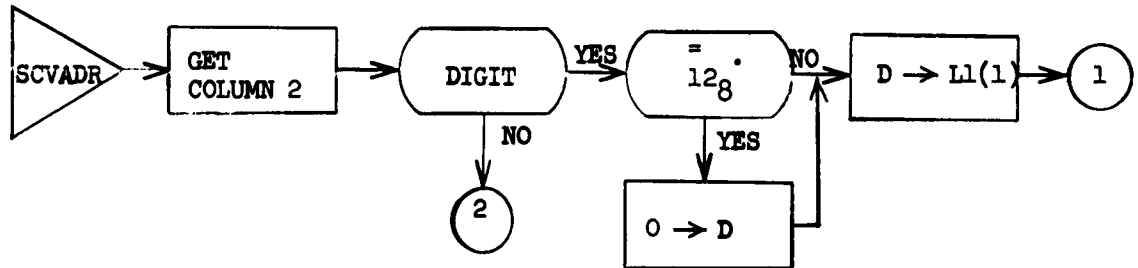 SCVADR
GET
COLUMN 2
DIGIT
YES
=
12₈
NO
D → L1(1)
1
NO
2
YES
0 → D